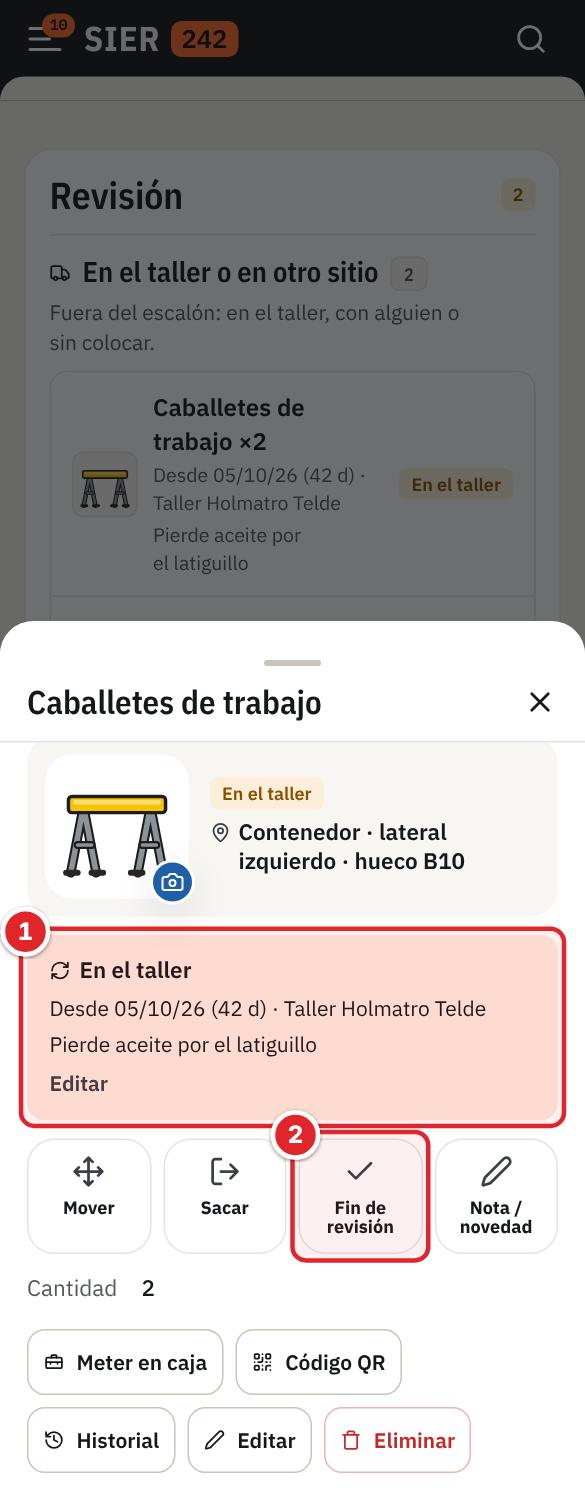 10
SIER 242
Revisión 2
En el taller o en otro sitio 2
Fuera del escalón: en el taller, con alguien o
sin colocar.
Caballetes de
trabajo ×2
Desde 05/10/26 (42 d) ·
Taller Holmatro Telde
En el taller
Pierde aceite por
el latiguillo
Caballetes de trabajo
En el taller
Contenedor · lateral
izquierdo · hueco B10
1
En el taller
Desde 05/10/26 (42 d) · Taller Holmatro Telde
Pierde aceite por el latiguillo
Editar
2
Mover
Sacar
Fin de
revisión
Nota /
novedad
Cantidad 2
Meter en caja
Código QR
Historial
Editar
Eliminar